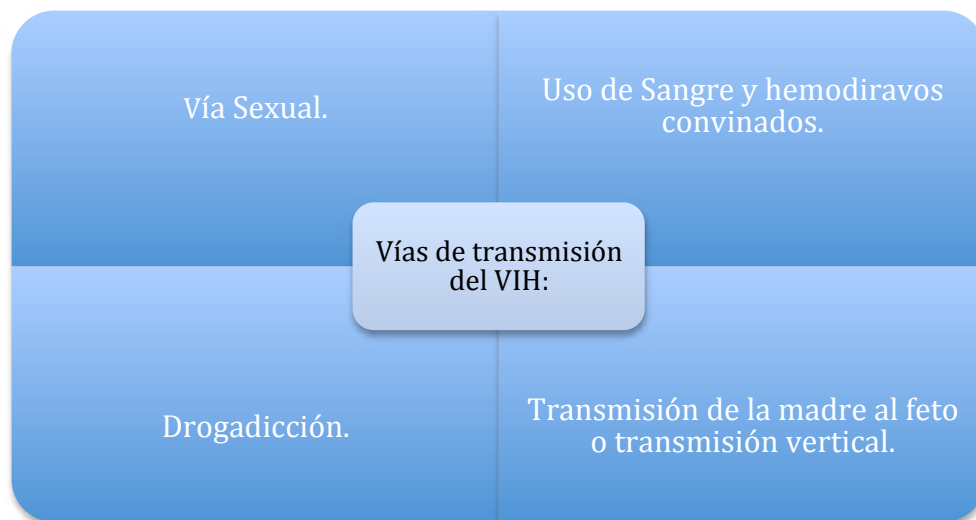 Vía Sexual.
Uso de Sangre y hemodiravos
convinados.
Vías de transmisión
del VIH:
Drogadicción.
Transmisión de la madre al feto
o transmisión vertical.